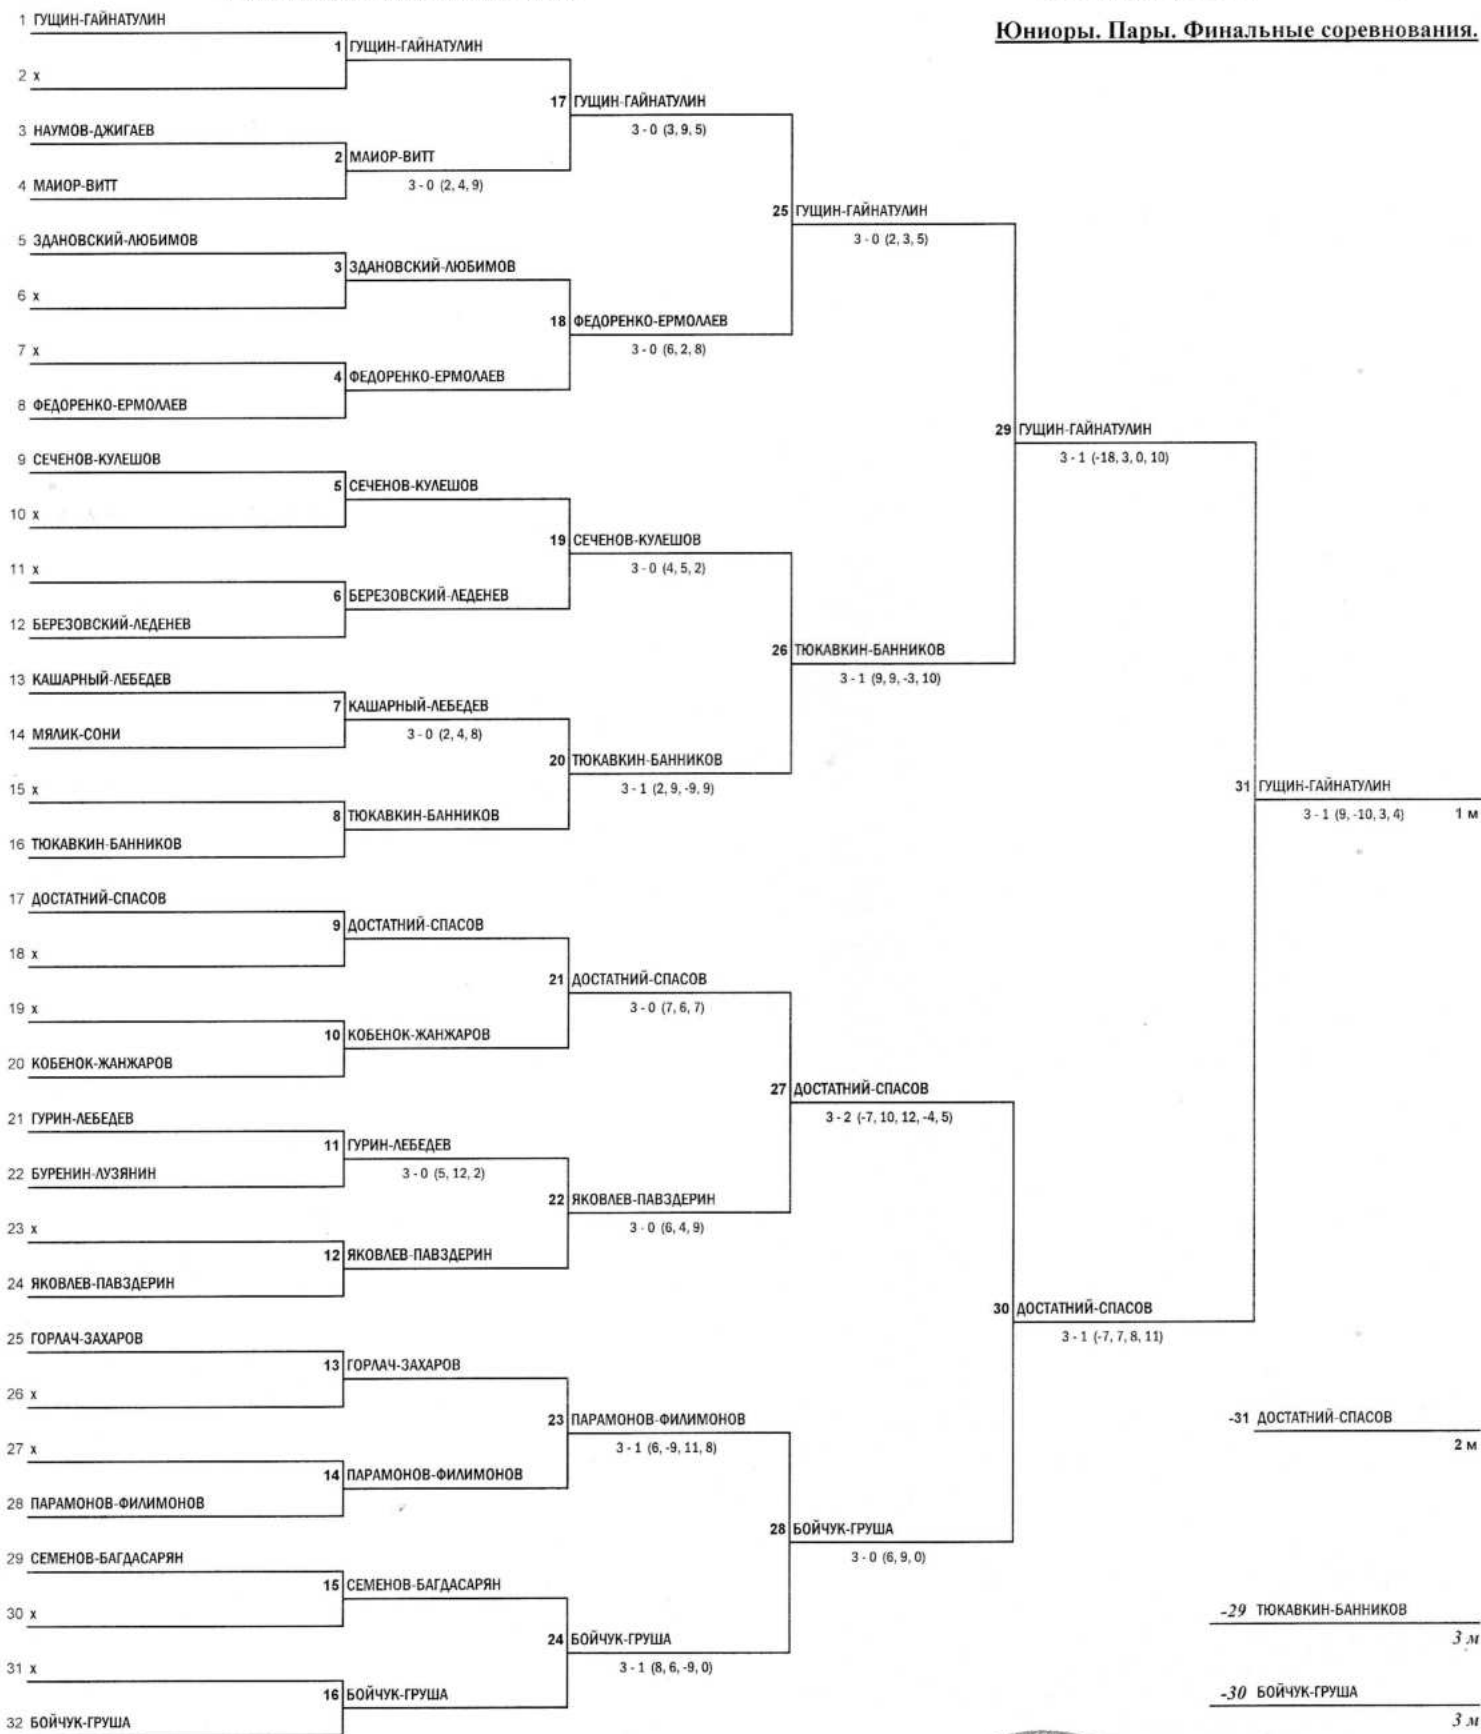 Юниоры. Пары. Финальные соревнования.
1 ГУЩИН-ГАЙНАТУЛИН
1 ГУЩИН-ГАЙНАТУЛИН
2 х
17 ГУЩИН-ГАЙНАТУЛИН
3 - 0 (3, 9, 5)
3 НАУМОВ-ДЖИГАЕВ
2 МАИОР-ВИТТ
3 - 0 (2, 4, 9)
4 МАИОР-ВИТТ
25 ГУЩИН-ГАЙНАТУЛИН
3 - 0 (2, 3, 5)
5 ЗДАНОВСКИЙ-ЛЮБИМОВ
3 ЗДАНОВСКИЙ-ЛЮБИМОВ
6 х
18 ФЕДОРЕНКО-ЕРМОЛАЕВ
3 - 0 (6, 2, 8)
7 х
4 ФЕДОРЕНКО-ЕРМОЛАЕВ
8 ФЕДОРЕНКО-ЕРМОЛАЕВ
29 ГУЩИН-ГАЙНАТУЛИН
3 - 1 (-18, 3, 0, 10)
9 СЕЧЕНОВ-КУЛЕШОВ
5 СЕЧЕНОВ-КУЛЕШОВ
10 х
19 СЕЧЕНОВ-КУЛЕШОВ
3 - 0 (4, 5, 2)
11 х
6 БЕРЕЗОВСКИЙ-ЛЕДЕНЕВ
12 БЕРЕЗОВСКИЙ-ЛЕДЕНЕВ
26 ТЮКАВКИН-БАННИКОВ
3 - 1 (9, 9, -3, 10)
13 КАШАРНЫЙ-ЛЕБЕДЕВ
7 КАШАРНЫЙ-ЛЕБЕДЕВ
3 - 0 (2, 4, 8)
14 МЯЛИК-СОНИ
20 ТЮКАВКИН-БАННИКОВ
3 - 1 (2, 9, -9, 9)
15 х
8 ТЮКАВКИН-БАННИКОВ
16 ТЮКАВКИН-БАННИКОВ
31 ГУЩИН-ГАЙНАТУЛИН
3 - 1 (9, -10, 3, 4) 1 м
17 ДОСТАТНИЙ-СПАСОВ
9 ДОСТАТНИЙ-СПАСОВ
18 х
21 ДОСТАТНИЙ-СПАСОВ
3 - 0 (7, 6, 7)
19 х
10 КОБЕНОК-ЖАНЖАРОВ
20 КОБЕНОК-ЖАНЖАРОВ
27 ДОСТАТНИЙ-СПАСОВ
3 - 2 (-7, 10, 12, -4, 5)
21 ГУРИН-ЛЕБЕДЕВ
11 ГУРИН-ЛЕБЕДЕВ
3 - 0 (5, 12, 2)
22 БУРЕНИН-ЛУЗЯНИН
22 ЯКОВЛЕВ-ПАВЗДЕРИН
3 - 0 (6, 4, 9)
23 х
12 ЯКОВЛЕВ-ПАВЗДЕРИН
24 ЯКОВЛЕВ-ПАВЗДЕРИН
30 ДОСТАТНИЙ-СПАСОВ
3 - 1 (-7, 7, 8, 11)
25 ГОРЛАЧ-ЗАХАРОВ
13 ГОРЛАЧ-ЗАХАРОВ
26 х
23 ПАРАМОНОВ-ФИЛИМОНОВ
3 - 1 (6, -9, 11, 8)
27 х
14 ПАРАМОНОВ-ФИЛИМОНОВ
28 ПАРАМОНОВ-ФИЛИМОНОВ
28 БОЙЧУК-ГРУША
3 - 0 (6, 9, 0)
29 СЕМЕНОВ-БАГДАСАРЯН
15 СЕМЕНОВ-БАГДАСАРЯН
30 х
24 БОЙЧУК-ГРУША
3 - 1 (8, 6, -9, 0)
31 х
16 БОЙЧУК-ГРУША
32 БОЙЧУК-ГРУША
-31 ДОСТАТНИЙ-СПАСОВ
2 м
-29 ТЮКАВКИН-БАННИКОВ
3 м
-30 БОЙЧУК-ГРУША
3 м